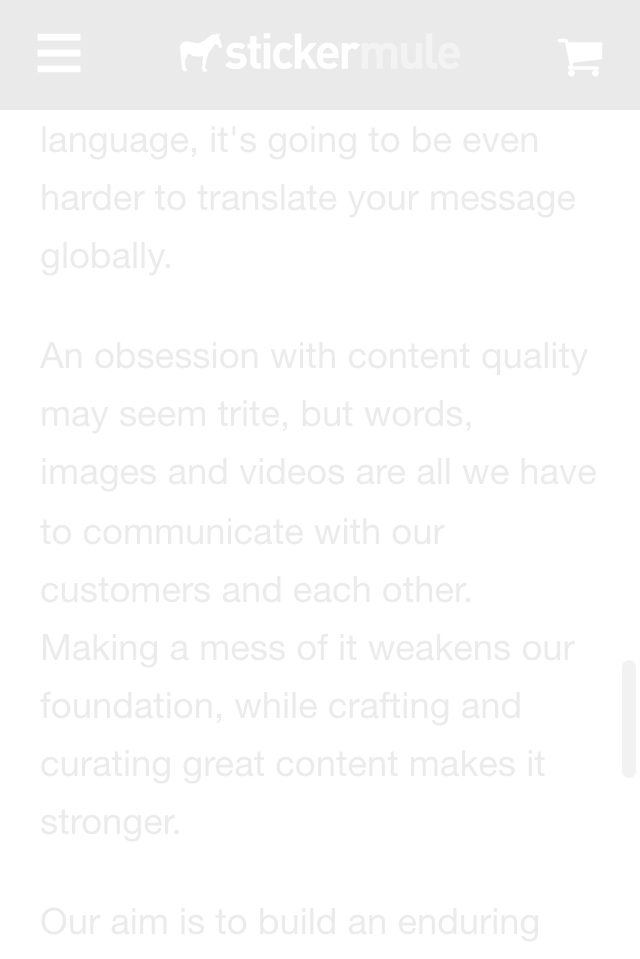 stickermule
language, it's going to be even
harder to translate your message
globally.
An obsession with content quality
may seem trite, but words,
images and videos are all we have
to communicate with our
customers and each other.
Making a mess of it weakens our
foundation, while crafting and
curating great content makes it
stronger.
Our aim is to build an enduring